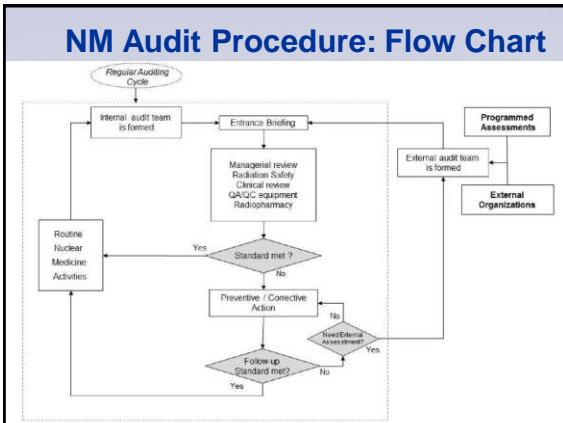 NM Audit Procedure: Flow Chart
Regular Auditing
Cycle
Internal audit team
is formed
Entrance Briefing
Programmed
Assessments
External audit team
is formed
External
Organizations
Managerial review
Radiation Safety
Clinical review
QA/QC equipment
Radiopharmacy
Routine
Nuclear
Medicine
Activities
Yes
Standard met ?
No
Preventive / Corrective
Action
No
Need External
Assessment?
Yes
Follow-up
Standard met?
No
Yes